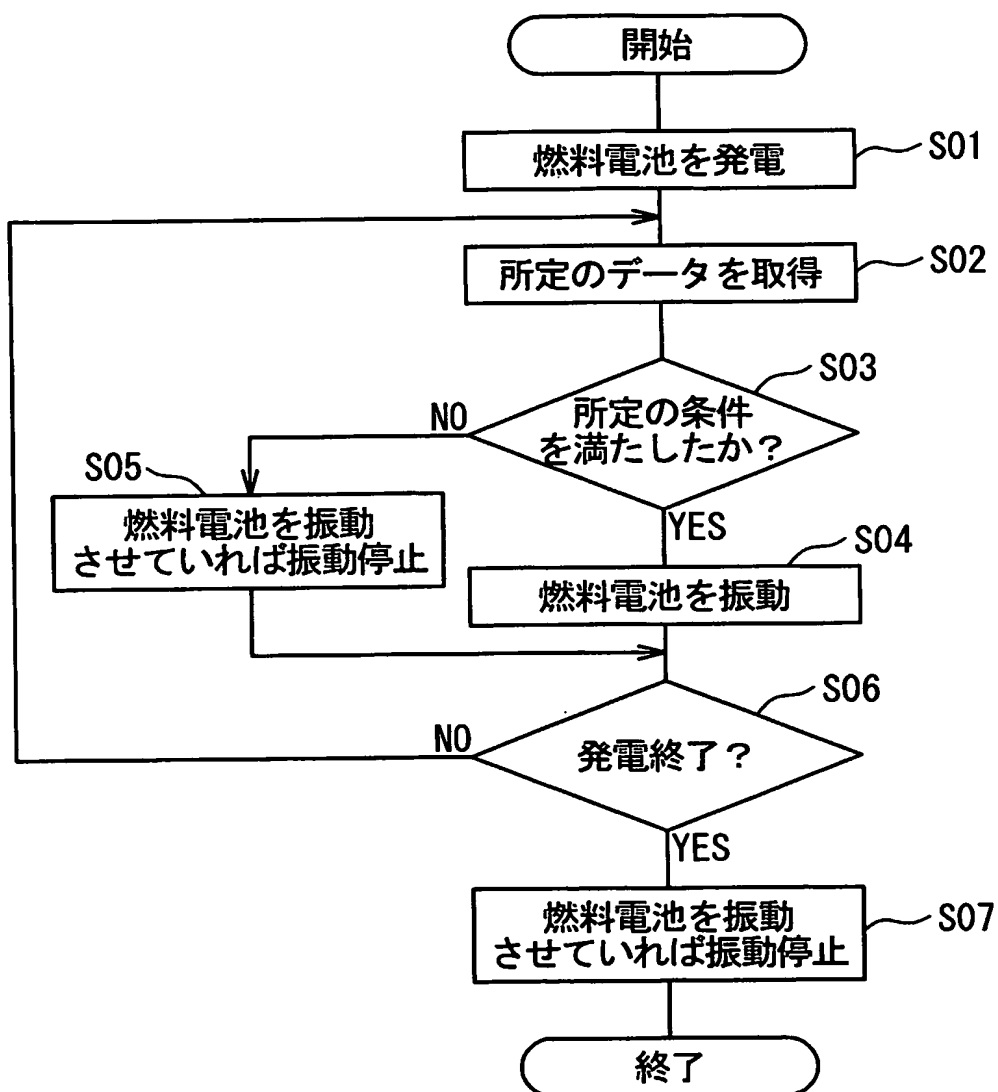 開始
燃料電池を発電
S01
所定のデータを取得
S02
S03
所定の条件
を満たしたか？
NO
YES
S05
燃料電池を振動
させていれば振動停止
S04
燃料電池を振動
S06
発電終了？
NO
YES
燃料電池を振動
させていれば振動停止
S07
終了